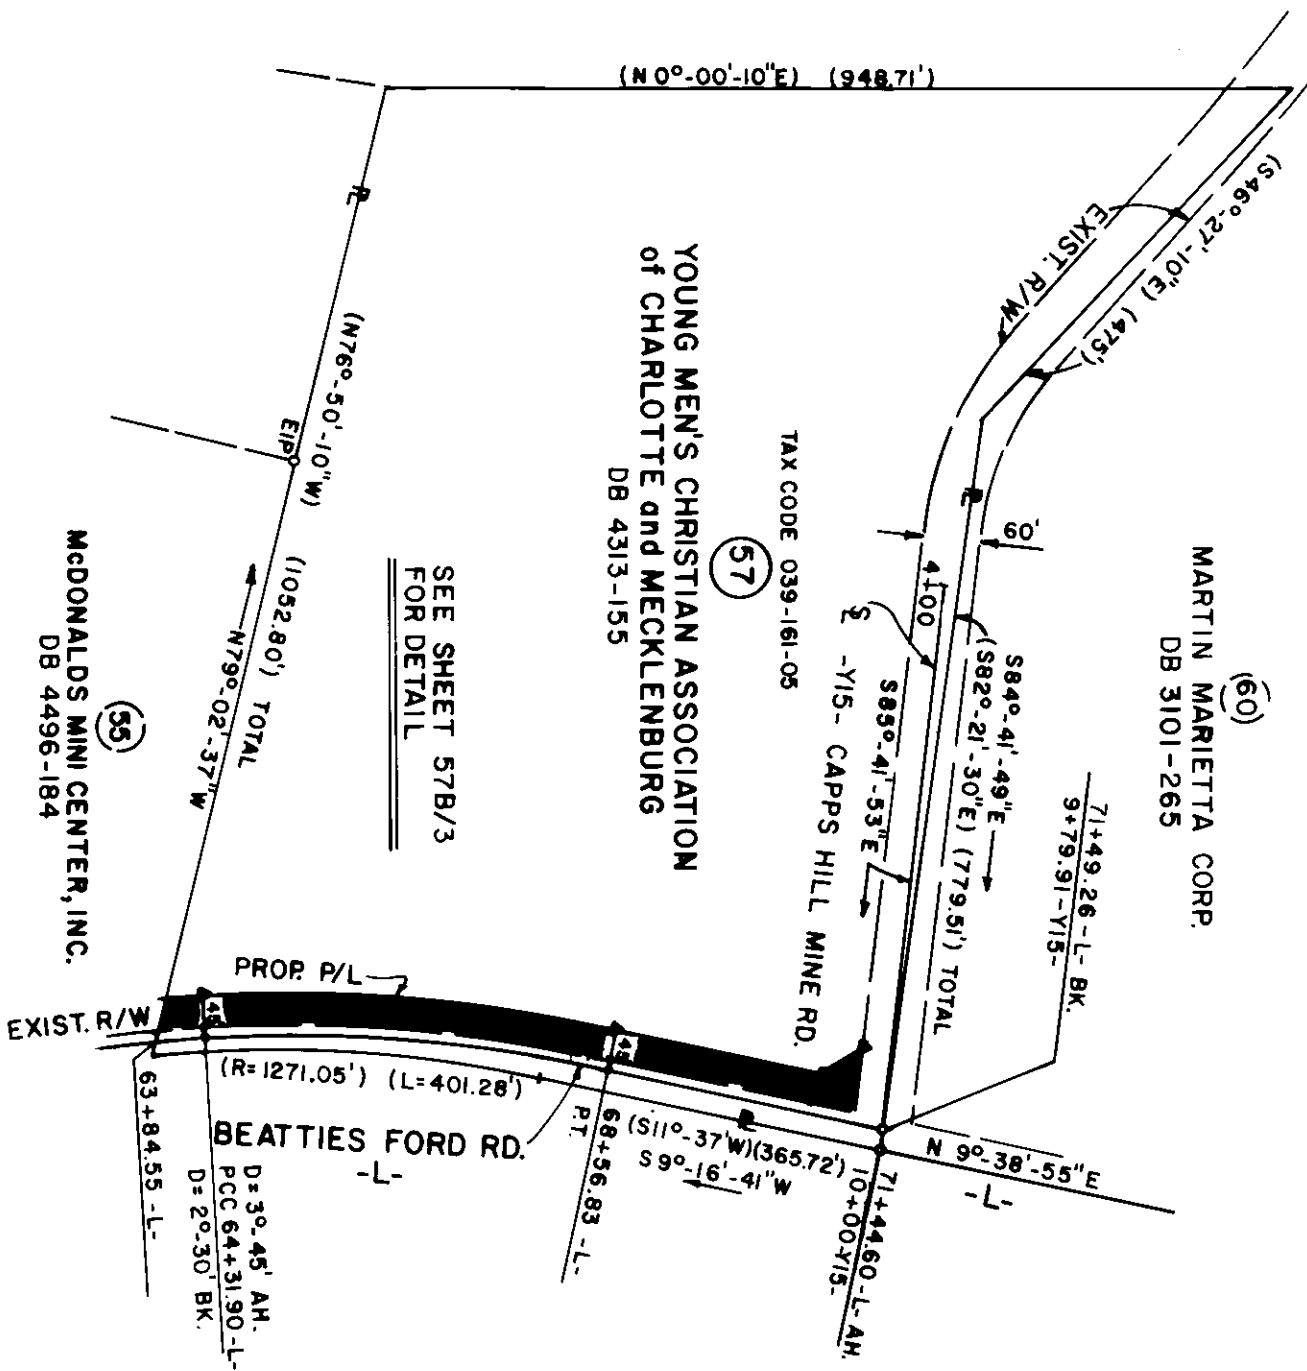 (N 0°-00'-10"E) (948.71')
(S46°-27'-10"E) (475')
EXIST. R/W
MARTIN MARIETTA CORP.
DB 3101-265
(60)
60'
PL
PL
(N76°-50'-10"W)
EIP
YOUNG MEN'S CHRISTIAN ASSOCIATION
of CHARLOTTE and MECKLENBURG
DB 4313-155
57
TAX CODE 039-161-05
4+00
-Y15- CAPPS HILL MINE RD.
S85°-41'-53"E
S84°-41'-49"E
(S82°-21'-30"E) (779.51') TOTAL
71+49.26 -L- BK.
9+79.91-Y15-
SEE SHEET 57B/3
FOR DETAIL
(1052.80') TOTAL
N79°-02'-37"W
55
McDONALDS MINI CENTER, INC.
DB 4496-184
PROP. P/L
EXIST. R/W
45
45
(R=1271.05') (L=401.28')
BEATTIES FORD RD.
-L-
63+84.55 -L-
D=3°-45' AH.
PCC 64+31.90-L-
D=2°-30' BK.
68+56.83 -L-
P.T.
(S11°-37'W)(365.72')
S9°-16'-41"W
N 9°-38'-55"E
-L-
71+44.60-L- AH.
10+00-Y15-